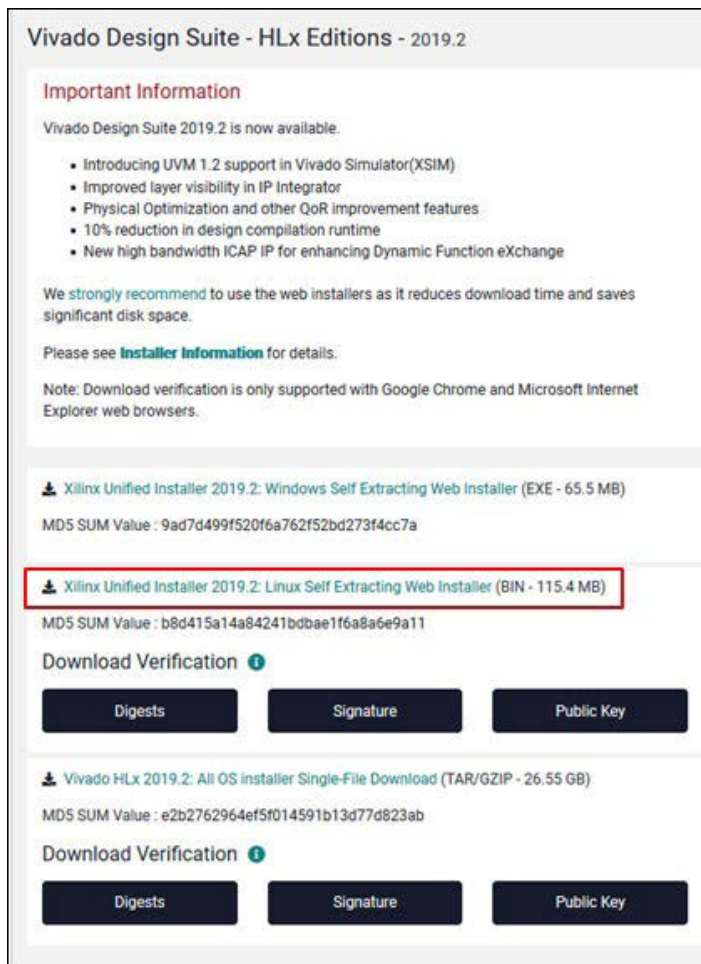 Vivado Design Suite - HLx Editions - 2019.2
Important Information
Vivado Design Suite 2019.2 is now available.
• Introducing UVM 1.2 support in Vivado Simulator(XSIM)
• Improved layer visibility in IP Integrator
• Physical Optimization and other QoR improvement features
• 10% reduction in design compilation runtime
• New high bandwidth ICAP IP for enhancing Dynamic Function eXchange
We strongly recommend to use the web installers as it reduces download time and saves
significant disk space.
Please see Installer Information for details.
Note: Download verification is only supported with Google Chrome and Microsoft Internet
Explorer web browsers.
Xilinx Unified Installer 2019.2: Windows Self Extracting Web Installer (EXE - 65.5 MB)
MD5 SUM Value : 9ad7d499f520f6a762f52bd273f4cc7a
Xilinx Unified Installer 2019.2: Linux Self Extracting Web Installer (BIN - 115.4 MB)
MD5 SUM Value : b8d415a14a84241bdbae1f6a8a6e9a11
Download Verification
Digests Signature Public Key
Vivado HLx 2019.2: All OS installer Single-File Download (TAR/GZIP - 26.55 GB)
MD5 SUM Value : e2b2762964ef5f014591b13d77d823ab
Download Verification
Digests Signature Public Key